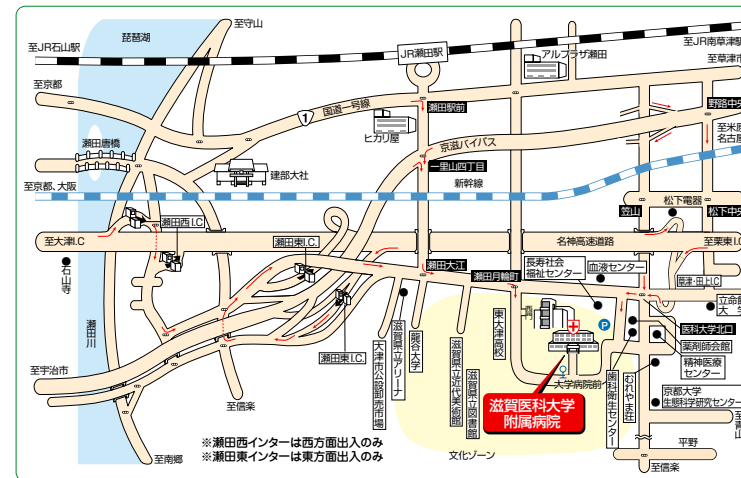 至守山
琵琶湖
至JR石山駅
JR瀬田駅
至JR南草津駅
アルプラザ瀬田
至草津市
至京都
国道一号線
1
瀬田駅前
野路中央
ヒカリ屋
至米原
名古屋
瀬田唐橋
京滋バイパス
一里山四丁目
建部大社
新幹線
至京都、大阪
松下電器
瀬田西I.C
笠山
松下中央
至大津I.C
瀬田東I.C.
名神高速道路
至栗東I.C
石山寺
瀬田大江
瀬田月輪町
長寿社会
福祉センター
血液センター
草津・田上I.C
瀬田川
立命館
大学
P
医科大学北口
瀬田東I.C.
大津市公設卸売市場
滋賀県立アリーナ
龍谷大学
滋賀県立近代美術館
滋賀県立図書館
東大津高校
薬剤師会館
精神医療
センター
至宇治市
大学病院前
歯科衛生センター
むれやま荘
京都大学
生態科学研究センター
至信楽
滋賀医科大学
附属病院
※瀬田西インターは西方面出入のみ
※瀬田東インターは東方面出入のみ
文化ゾーン
平野
至南郷
至信楽